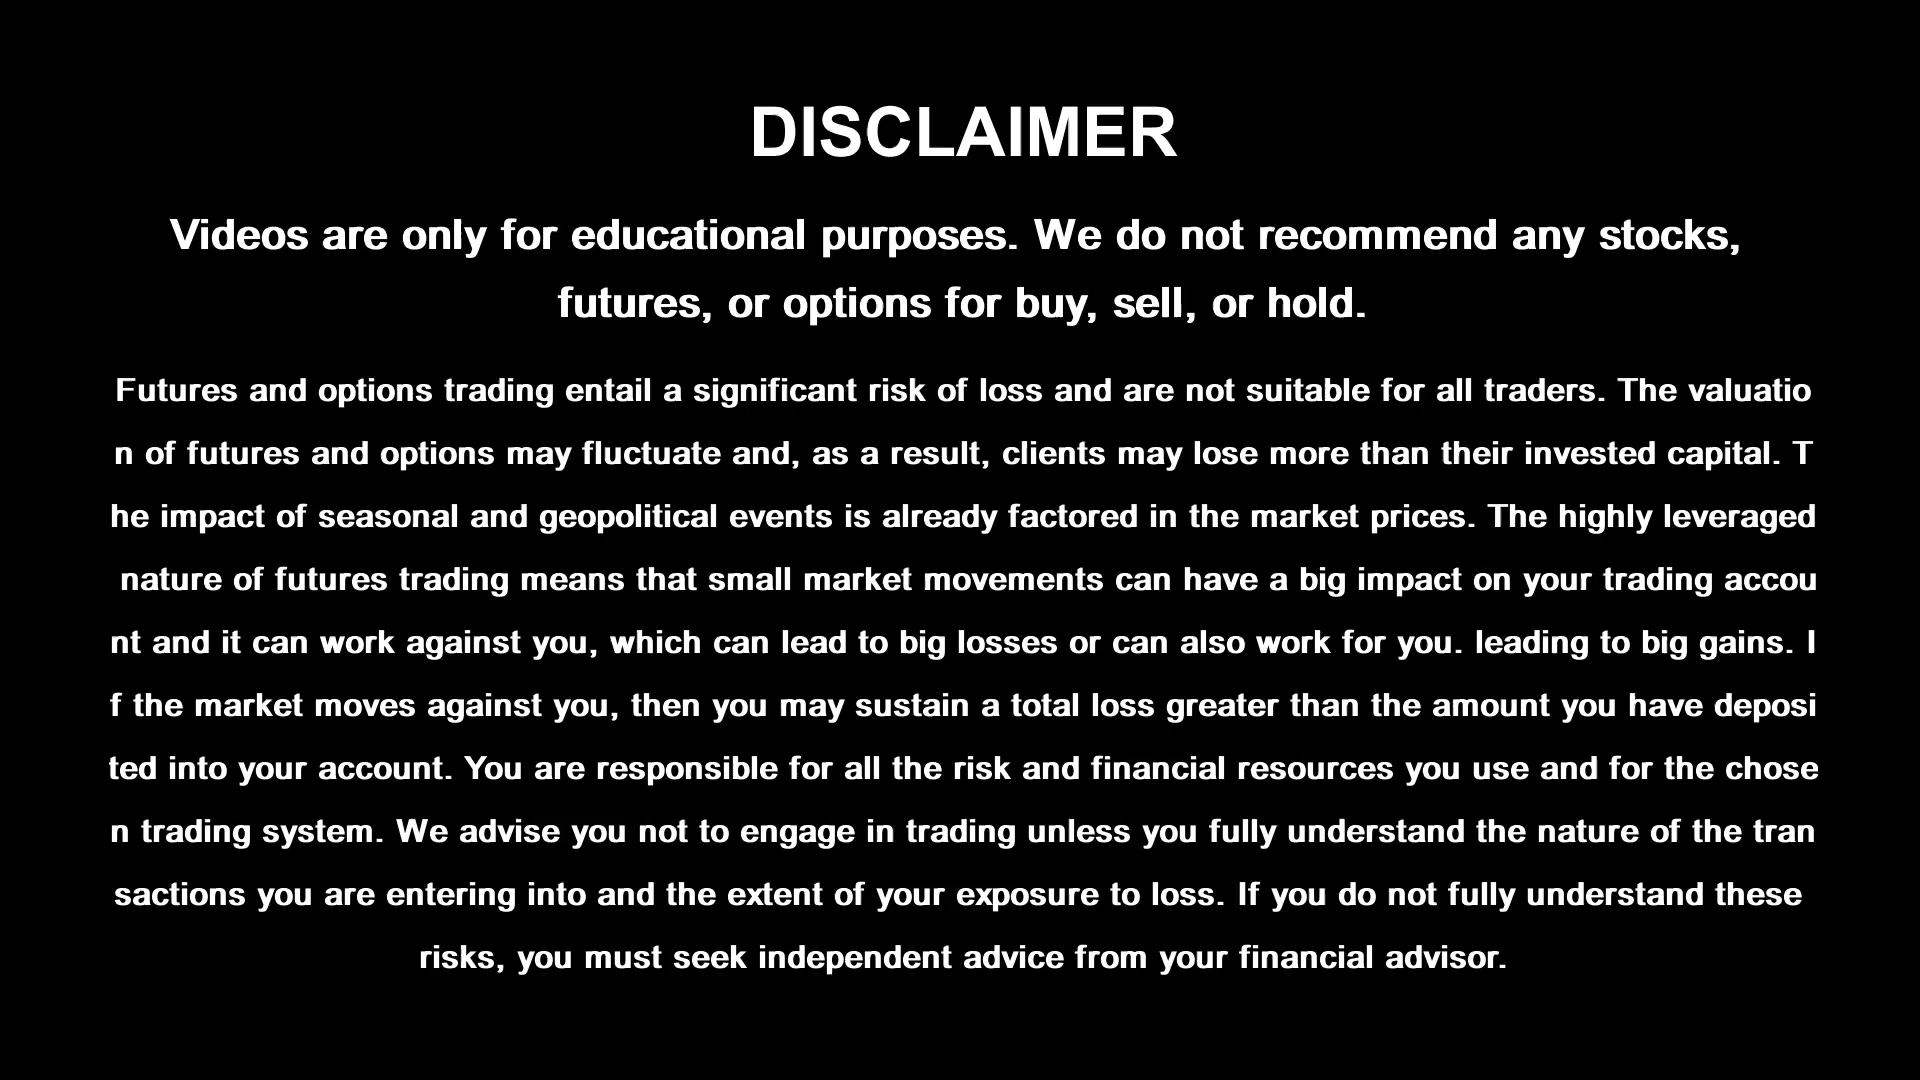 DISCLAIMER
Videos are only for educational purposes. We do not recommend any stocks,
futures, or options for buy, sell, or hold.
Futures and options trading entail a significant risk of loss and are not suitable for all traders. The valuatio
n of futures and options may fluctuate and, as a result, clients may lose more than their invested capital. T
he impact of seasonal and geopolitical events is already factored in the market prices. The highly leveraged
nature of futures trading means that small market movements can have a big impact on your trading accou
nt and it can work against you, which can lead to big losses or can also work for you. leading to big gains. I
f the market moves against you, then you may sustain a total loss greater than the amount you have deposi
ted into your account. You are responsible for all the risk and financial resources you use and for the chose
n trading system. We advise you not to engage in trading unless you fully understand the nature of the tran
sactions you are entering into and the extent of your exposure to loss. If you do not fully understand these
risks, you must seek independent advice from your financial advisor.